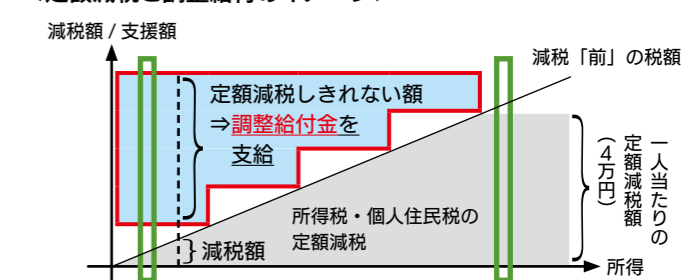 減税額 / 支援額
減税「前」の税額
定額減税しきれない額
⇒調整給付金を
支給
一人当たりの
定額減税額
（４万円）
所得税・個人住民税の
定額減税
減税額
所得